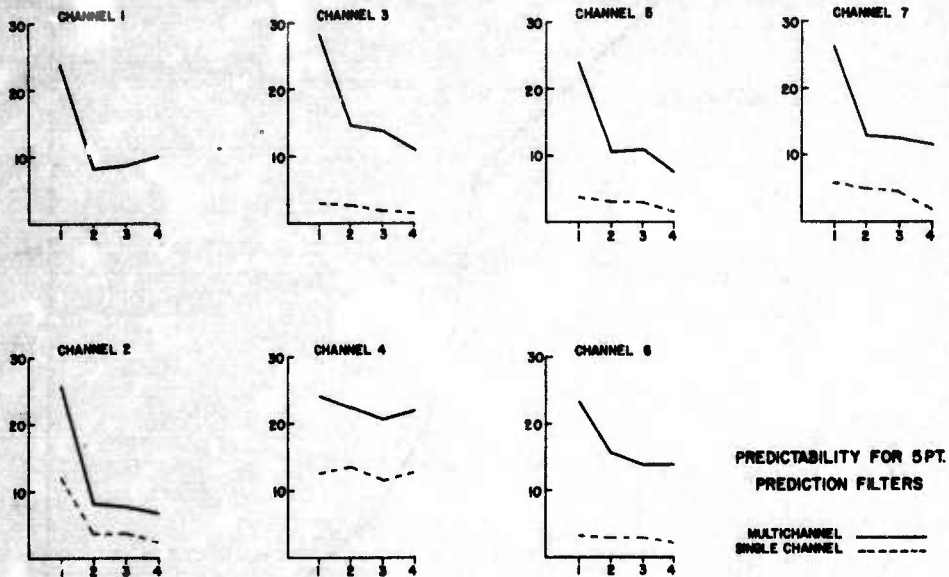 CHANNEL 1
30
20
10
1 2 3 4
CHANNEL 3
30
20
10
1 2 3 4
CHANNEL 5
30
20
10
1 2 3 4
CHANNEL 7
30
20
10
1 2 3 4
CHANNEL 2
30
20
10
1 2 3 4
CHANNEL 4
30
20
10
1 2 3 4
CHANNEL 6
30
20
10
1 2 3 4
PREDICTABILITY FOR 5 PT.
PREDICTION FILTERS
MULTICHANNEL
SINGLE CHANNEL